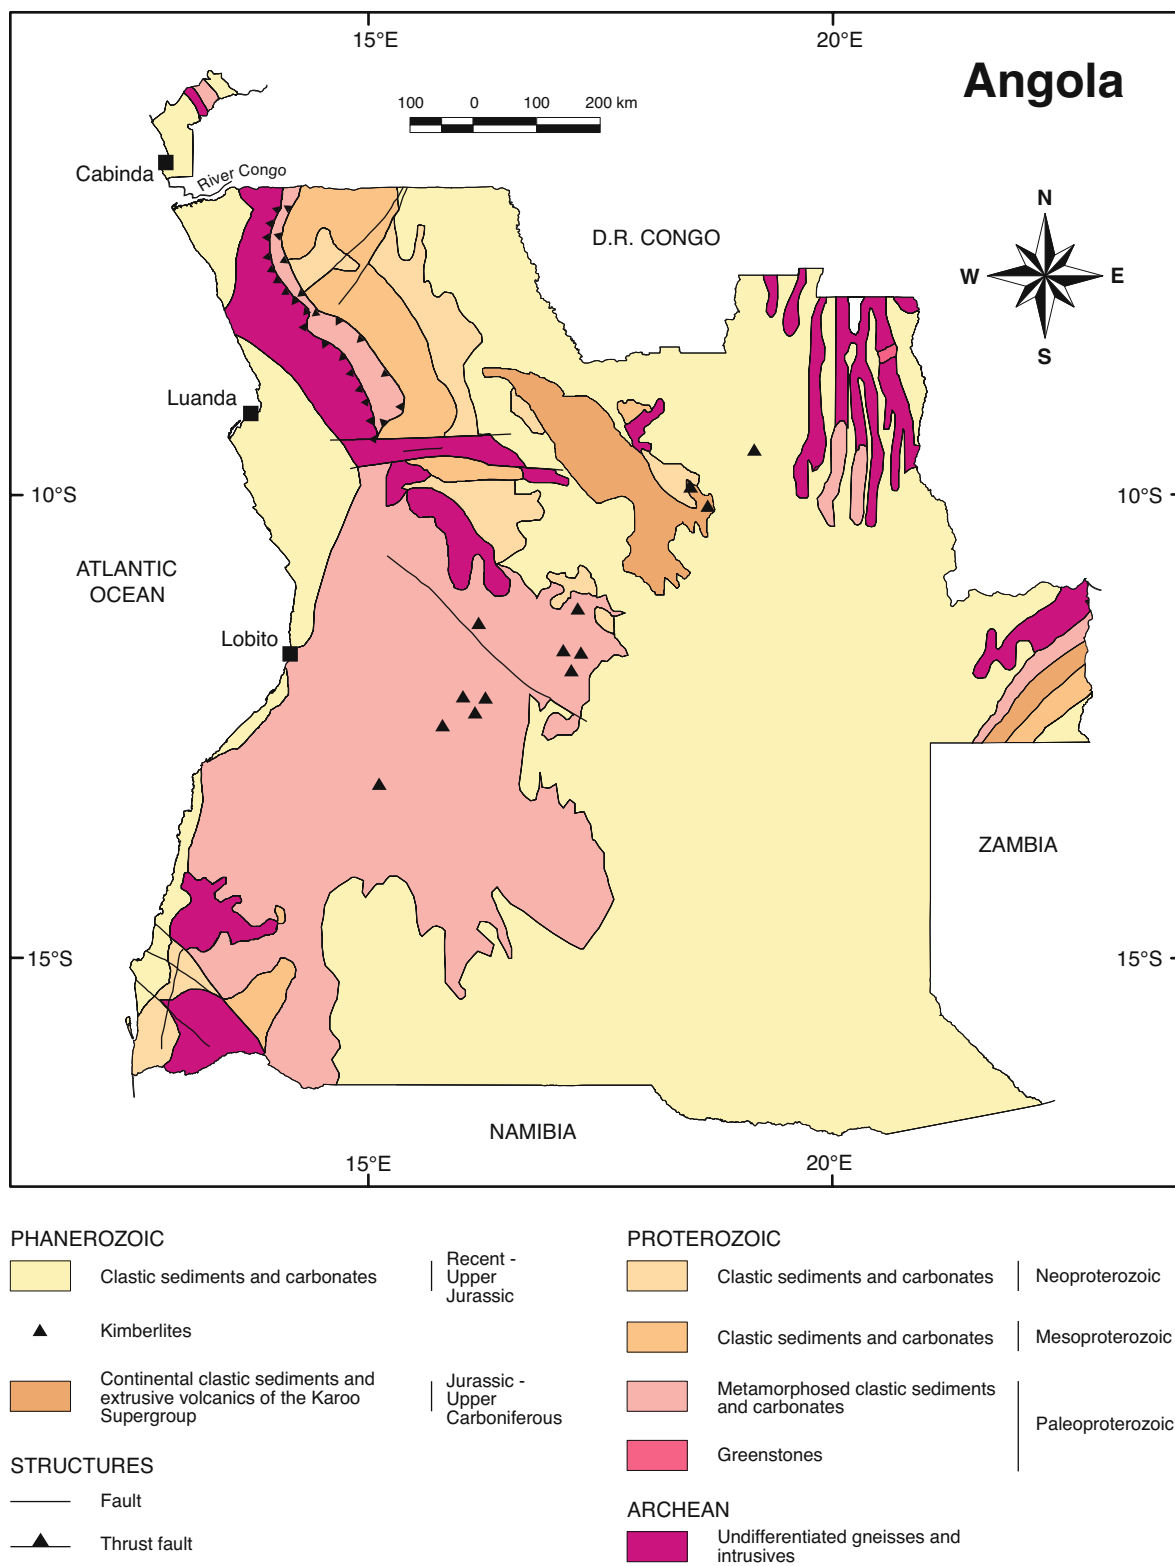 15°E
20°E
Angola
100 0 100 200 km
Cabinda
River Congo
D.R. CONGO
N
W
E
S
Luanda
10°S
10°S
ATLANTIC
OCEAN
Lobito
ZAMBIA
15°S
15°S
NAMIBIA
15°E
20°E
PHANEROZOIC
Clastic sediments and carbonates
Recent -
Upper
Jurassic
Kimberlites
Continental clastic sediments and
extrusive volcanics of the Karoo
Supergroup
Jurassic -
Upper
Carboniferous
STRUCTURES
Fault
Thrust fault
PROTEROZOIC
Clastic sediments and carbonates
Neoproterozoic
Clastic sediments and carbonates
Mesoproterozoic
Metamorphosed clastic sediments
and carbonates
Paleoproterozoic
Greenstones
ARCHEAN
Undifferentiated gneisses and
intrusives